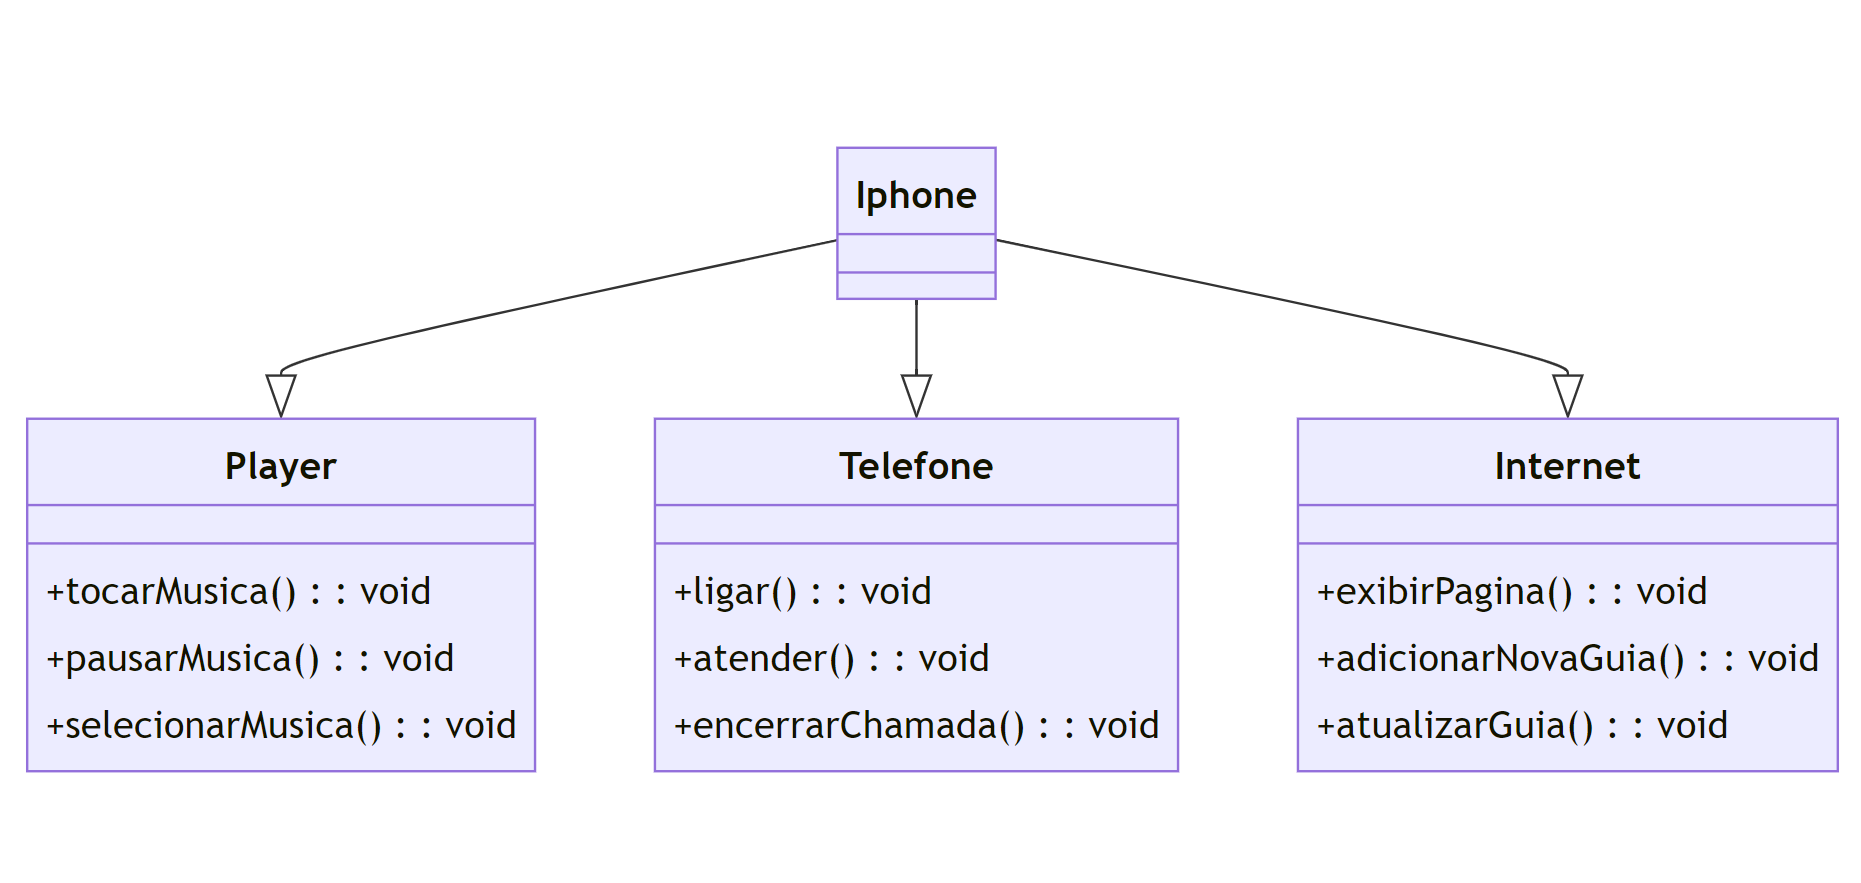 Iphone
Player
+tocarMusica() : : void
+pausarMusica() : : void
+selecionarMusica() : : void
Telefone
+ligar() : : void
+atender() : : void
+encerrarChamada() : : void
Internet
+exibirPagina() : : void
+adicionarNovaGuia() : : void
+atualizarGuia() : : void